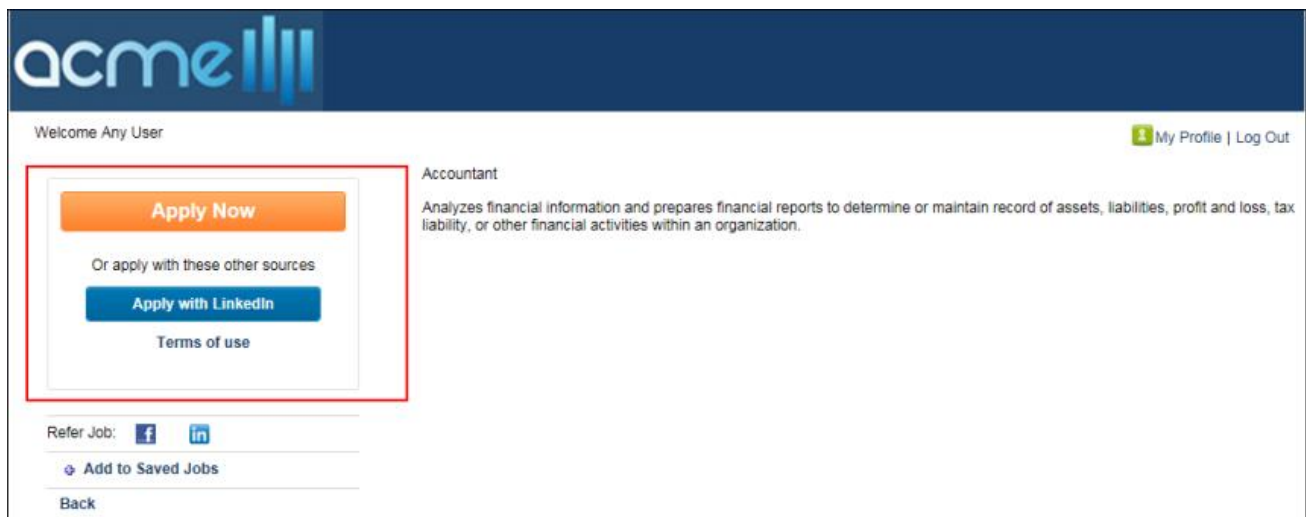 acme
Welcome Any User
My Profile | Log Out
Apply Now
Or apply with these other sources
Apply with LinkedIn
Terms of use
Accountant
Analyzes financial information and prepares financial reports to determine or maintain record of assets, liabilities, profit and loss, tax
liability, or other financial activities within an organization.
Refer Job: f in
Add to Saved Jobs
Back